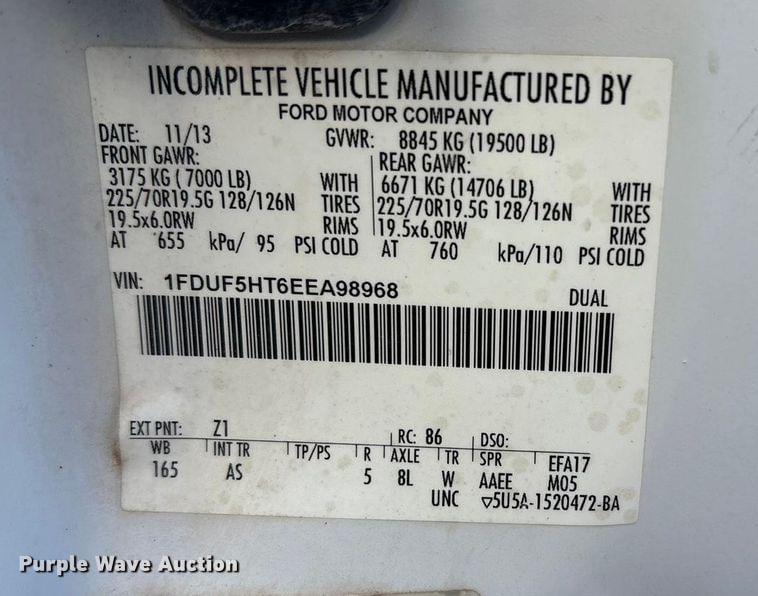 INCOMPLETE VEHICLE MANUFACTURED BY
FORD MOTOR COMPANY
DATE: 11/13 GVWR: 8845 KG (19500 LB)
FRONT GAWR: REAR GAWR:
3175 KG ( 7000 LB) WITH 6671 KG (14706 LB) WITH
225/70R19.5G 128/126N TIRES 225/70R19.5G 128/126N TIRES
19.5x6.0RW RIMS 19.5x6.0RW RIMS
AT 655 kPa/ 95 PSI COLD AT 760 kPa/110 PSI COLD
VIN: 1FDUF5HT6EEA98968 DUAL
EXT PNT: Z1 RC: 86 DSO:
WB INT TR TP/PS R AXLE TR SPR EFA17
165 AS 5 8L W AAEE M05
UNC ▽5U5A-1520472-BA
Purple Wave Auction